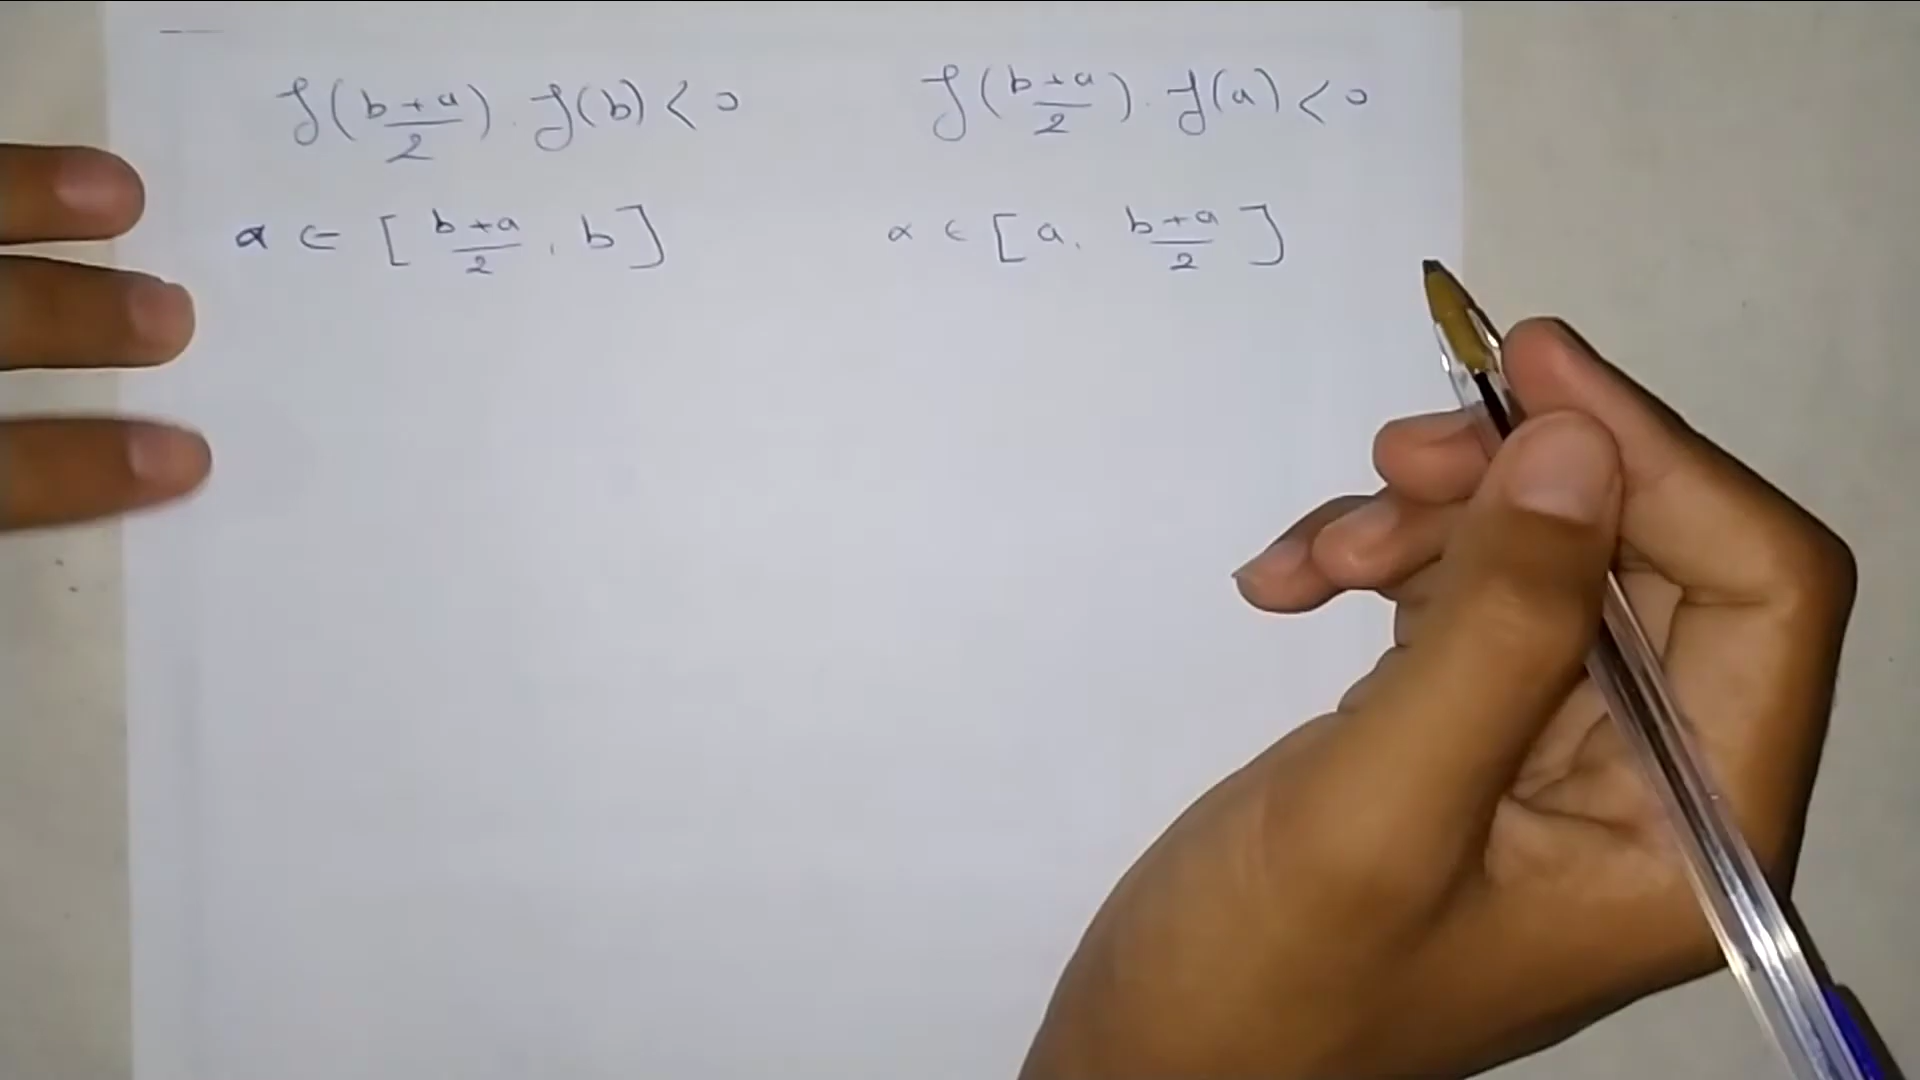 f(b+a/2) . f(b) < 0
f(b+a/2) . f(a) < 0
α ∈ [b+a/2, b]
α ∈ [a, b+a/2]